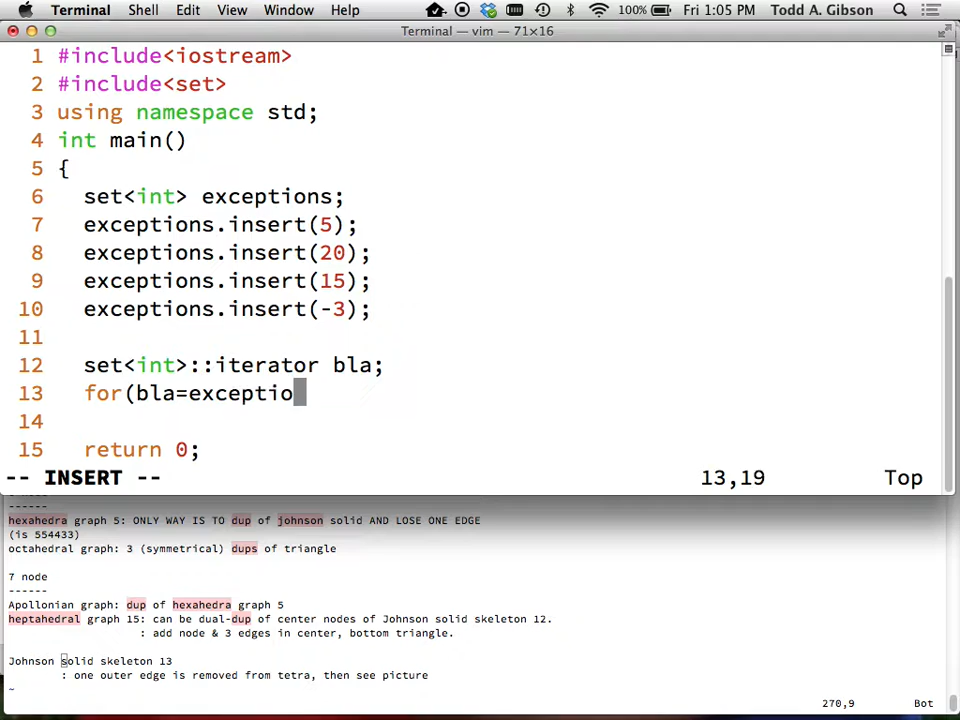 Terminal Shell Edit View Window Help 100% Fri 1:05 PM Todd A. Gibson
Terminal — vim — 71×16
1 #include<iostream>
2 #include<set>
3 using namespace std;
4 int main()
5 {
6 set<int> exceptions;
7 exceptions.insert(5);
8 exceptions.insert(20);
9 exceptions.insert(15);
10 exceptions.insert(-3);
11
12 set<int>::iterator bla;
13 for(bla=exceptio
14
15 return 0;
-- INSERT -- 13,19 Top
------
hexahedra graph 5: ONLY WAY IS TO dup of johnson solid AND LOSE ONE EDGE
(is 554433)
octahedral graph: 3 (symmetrical) dups of triangle
7 node
------
Apollonian graph: dup of hexahedra graph 5
heptahedral graph 15: can be dual-dup of center nodes of Johnson solid skeleton 12.
: add node & 3 edges in center, bottom triangle.
Johnson solid skeleton 13
: one outer edge is removed from tetra, then see picture
~
270,9 Bot